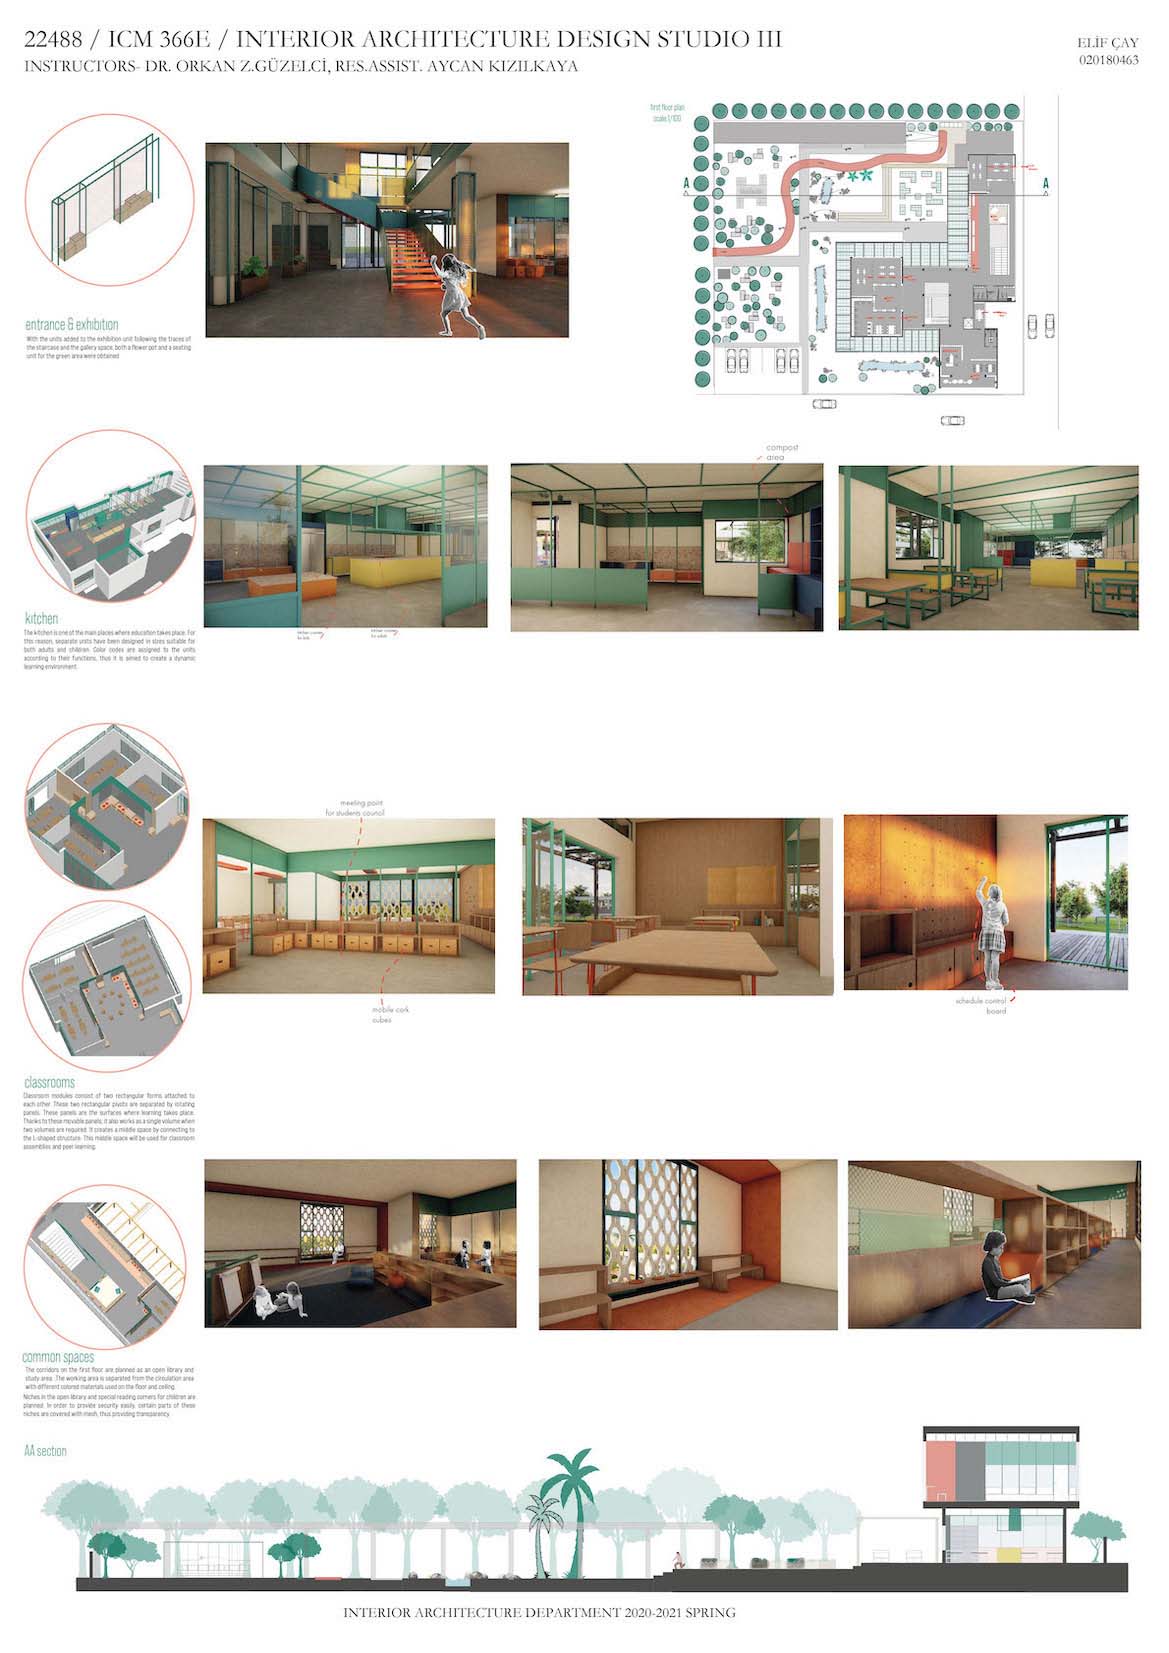 22488 / ICM 366E / INTERIOR ARCHITECTURE DESIGN STUDIO III
INSTRUCTORS- DR. ORKAN Z.GÜZELCİ, RES.ASSIST. AYCAN KIZILKAYA
ELİF ÇAY
020180463
first floor plan
scale 1/100
A
A
entrance & exhibition
With the units added to the exhibition unit following the traces of
the staircase and the gallery space, both a flower pot and a seating
unit for the green area were obtained
compost
area
kitchen
The kitchen is one of the main places where education takes place. For
this reason, separate units have been designed in sizes suitable for
both adults and children. Color codes are assigned to the units
according to their functions, thus it is aimed to create a dynamic
learning environment.
meeting point
for students council
mobile cork
cubes
schedule control
board
classrooms
Classroom modules consist of two rectangular forms attached to
each other. These two rectangular pivots are separated by rotating
panels. These panels are the surfaces where learning takes place.
Thanks to these movable panels, it also works as a single volume when
two volumes are required. It creates a middle space by connecting to
the L-shaped structure. This middle space will be used for classroom
assemblies and peer learning.
common spaces
The corridors on the first floor are planned as an open library and
study area. .The working area is separated from the circulation area
with different colored materials used on the floor and ceiling.
Niches in the open library and special reading corners for children are
planned. In order to provide security easily, certain parts of these
niches are covered with mesh, thus providing transparency.
AA section
INTERIOR ARCHITECTURE DEPARTMENT 2020-2021 SPRING